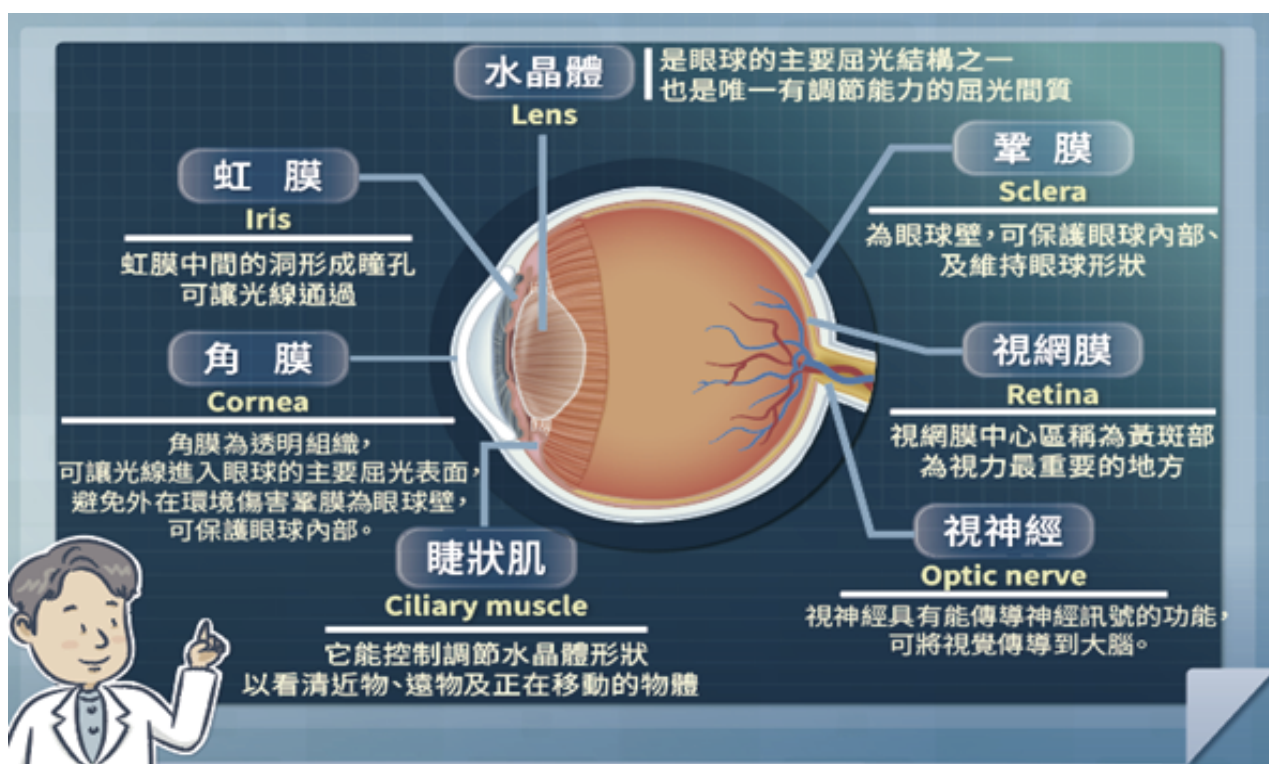 水晶體
Lens
是眼球的主要屈光結構之一
也是唯一有調節能力的屈光間質
虹膜
Iris
虹膜中間的洞形成瞳孔
可讓光線通過
鞏膜
Sclera
為眼球壁，可保護眼球內部、
及維持眼球形狀
角膜
Cornea
角膜為透明組織，
可讓光線進入眼球的主要屈光表面，
避免外在環境傷害鞏膜為眼球壁，
可保護眼球內部。
視網膜
Retina
視網膜中心區稱為黃斑部
為視力最重要的地方
睫狀肌
Ciliary muscle
它能控制調節水晶體形狀
以看清近物、遠物及正在移動的物體
視神經
Optic nerve
視神經具有能傳導神經訊號的功能，
可將視覺傳導到大腦。